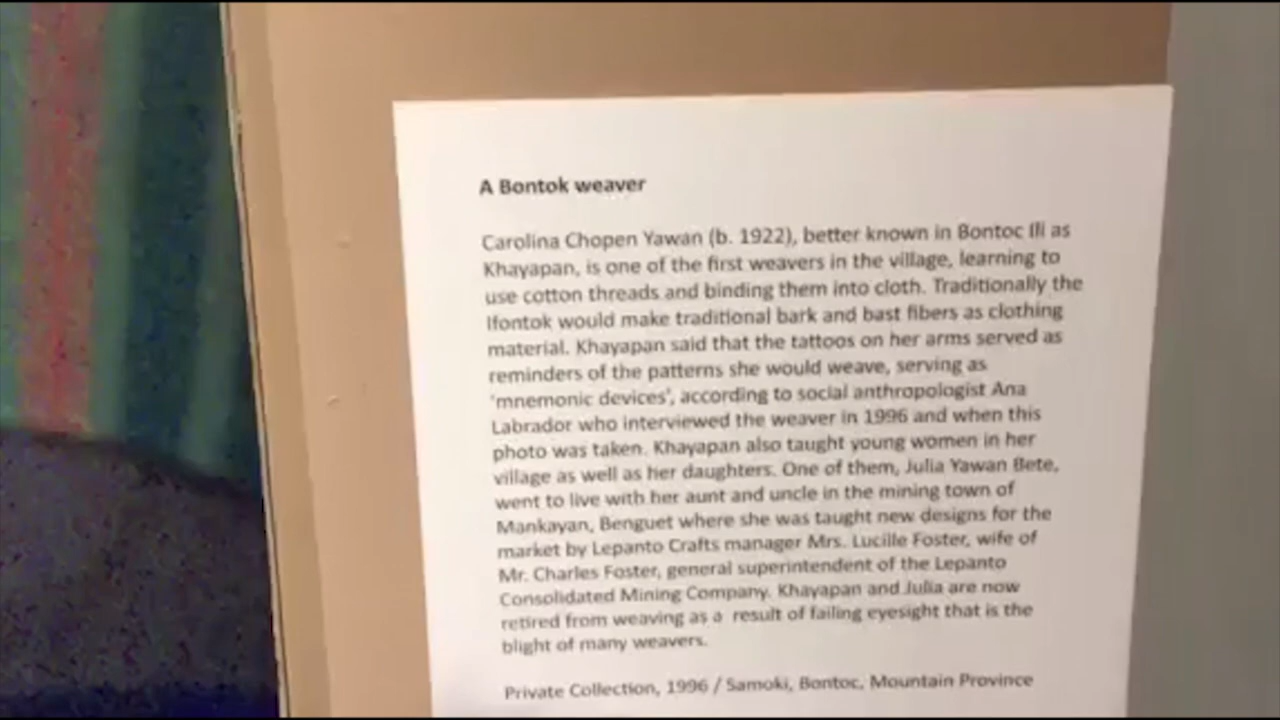 A Bontok weaver
Carolina Chopen Yawan (b. 1922), better known in Bontoc Ili as
Khayapan, is one of the first weavers in the village, learning to
use cotton threads and binding them into cloth. Traditionally the
Ifontok would make traditional bark and bast fibers as clothing
material. Khayapan said that the tattoos on her arms served as
reminders of the patterns she would weave, serving as
'mnemonic devices', according to social anthropologist Ana
Labrador who interviewed the weaver in 1996 and when this
photo was taken. Khayapan also taught young women in her
village as well as her daughters. One of them, Julia Yawan Bete,
went to live with her aunt and uncle in the mining town of
Mankayan, Benguet where she was taught new designs for the
market by Lepanto Crafts manager Mrs. Lucille Foster, wife of
Mr. Charles Foster, general superintendent of the Lepanto
Consolidated Mining Company. Khayapan and Julia are now
retired from weaving as a result of failing eyesight that is the
blight of many weavers.
Private Collection, 1996 / Samoki, Bontoc, Mountain Province